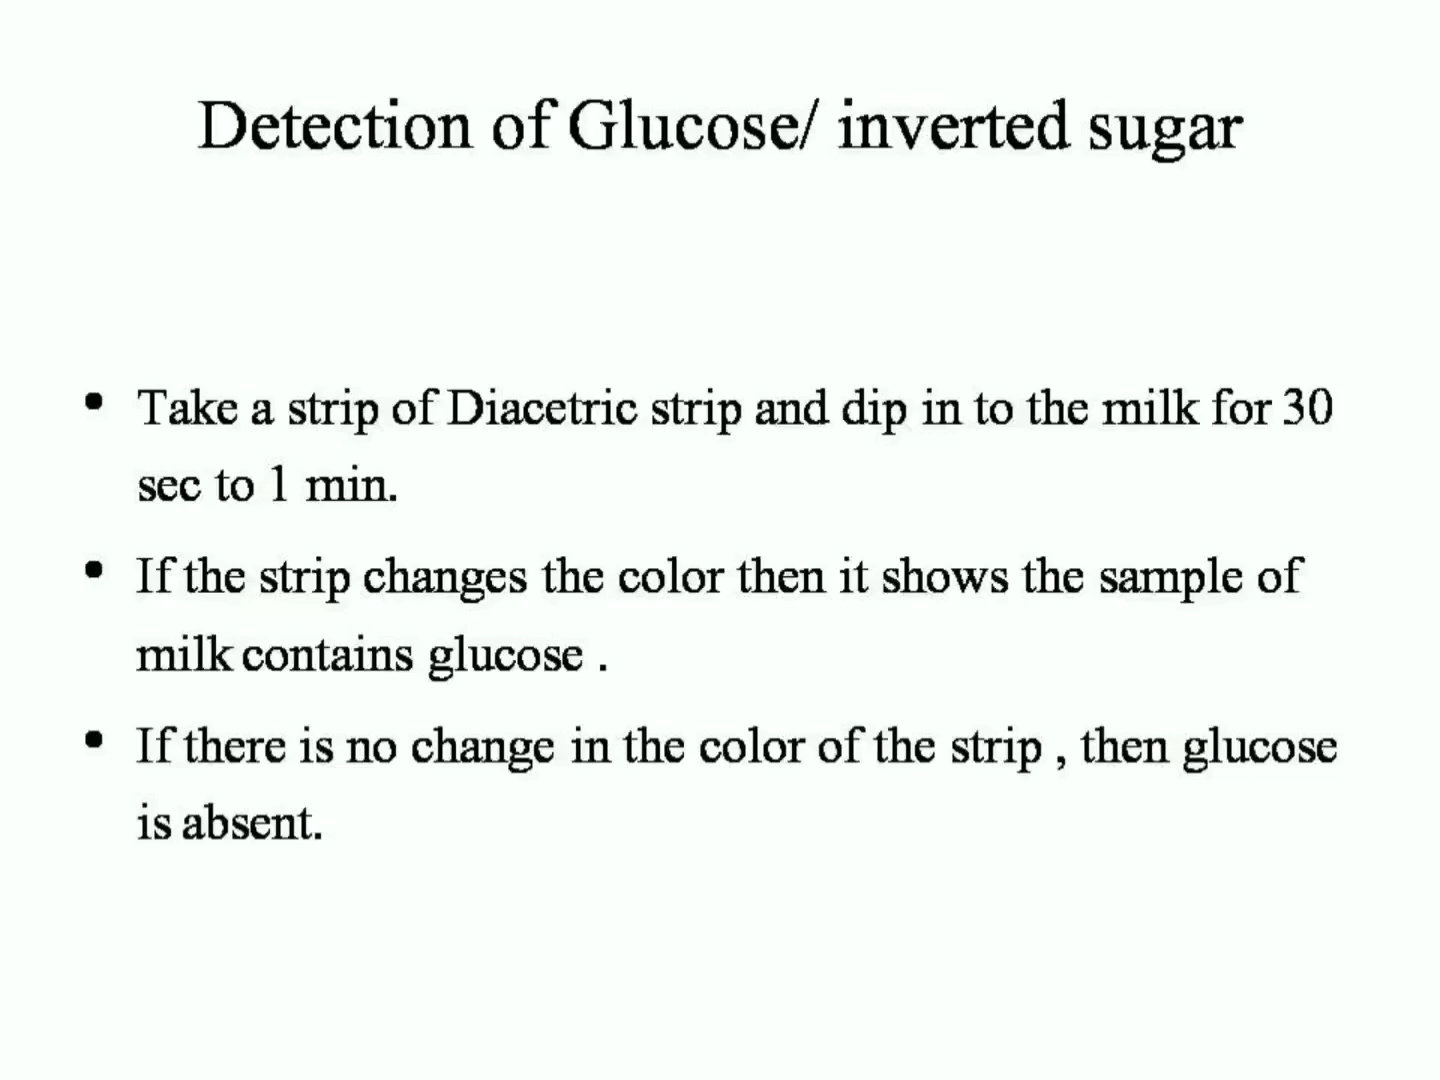 Detection of Glucose/ inverted sugar
• Take a strip of Diacetric strip and dip in to the milk for 30
sec to 1 min.
• If the strip changes the color then it shows the sample of
milk contains glucose .
• If there is no change in the color of the strip , then glucose
is absent.